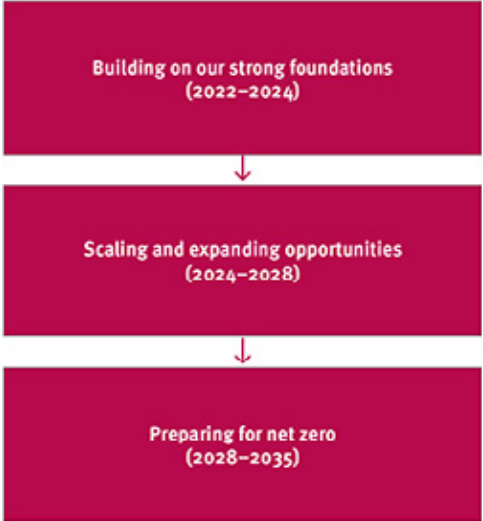 Building on our strong foundations
(2022–2024)
Scaling and expanding opportunities
(2024–2028)
Preparing for net zero
(2028–2035)